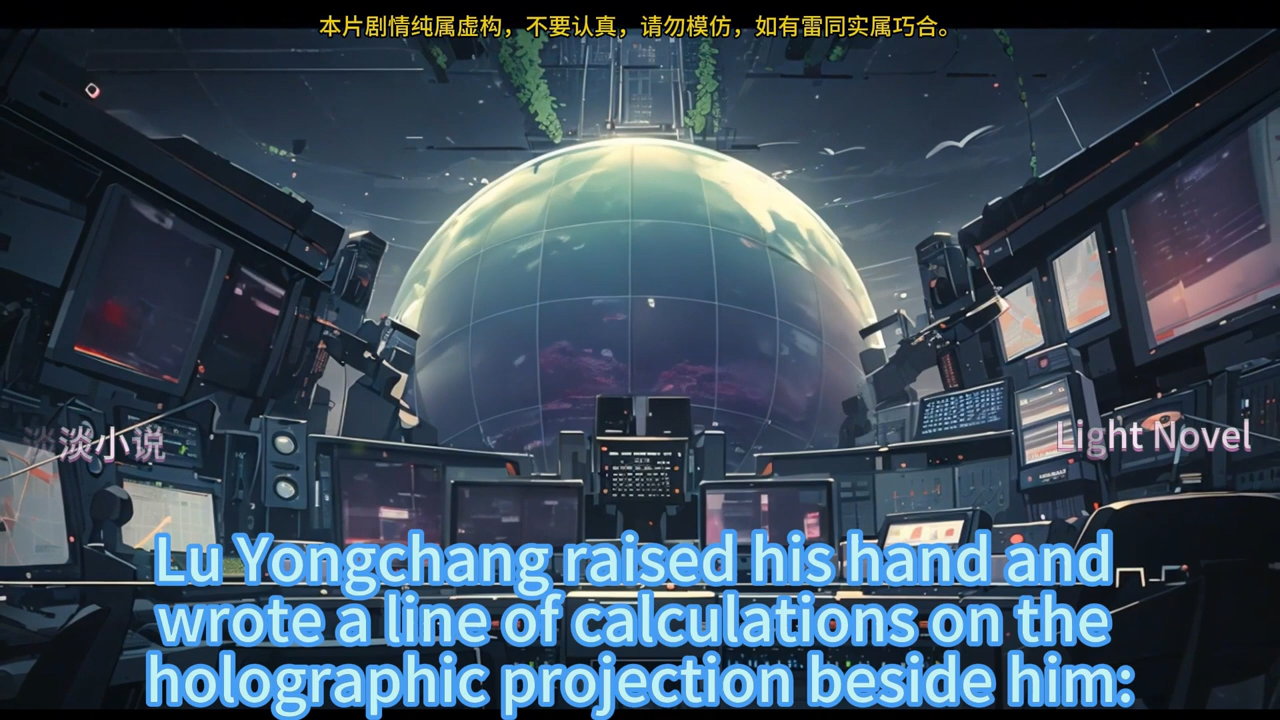 本片剧情纯属虚构，不要认真，请勿模仿，如有雷同实属巧合。
淡淡小说
Light Novel
Lu Yongchang raised his hand and
wrote a line of calculations on the
holographic projection beside him: